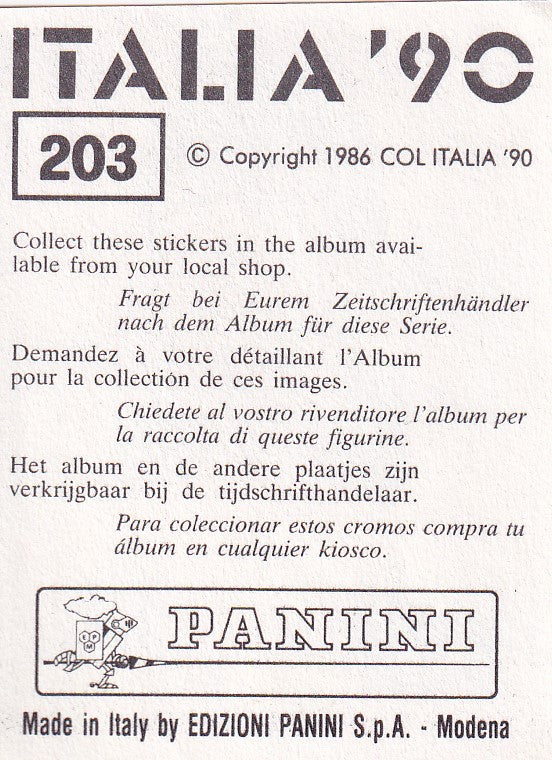 ITALIA '90
203
© Copyright 1986 COL ITALIA '90
Collect these stickers in the album avai-
lable from your local shop.
Fragt bei Eurem Zeitschriftenhändler
nach dem Album für diese Serie.
Demandez à votre détaillant l'Album
pour la collection de ces images.
Chiedete al vostro rivenditore l'album per
la raccolta di queste figurine.
Het album en de andere plaatjes zijn
verkrijgbaar bij de tijdschrifthandelaar.
Para coleccionar estos cromos compra tu
álbum en cualquier kiosco.
E P
M
PANINI
Made in Italy by EDIZIONI PANINI S.p.A. - Modena